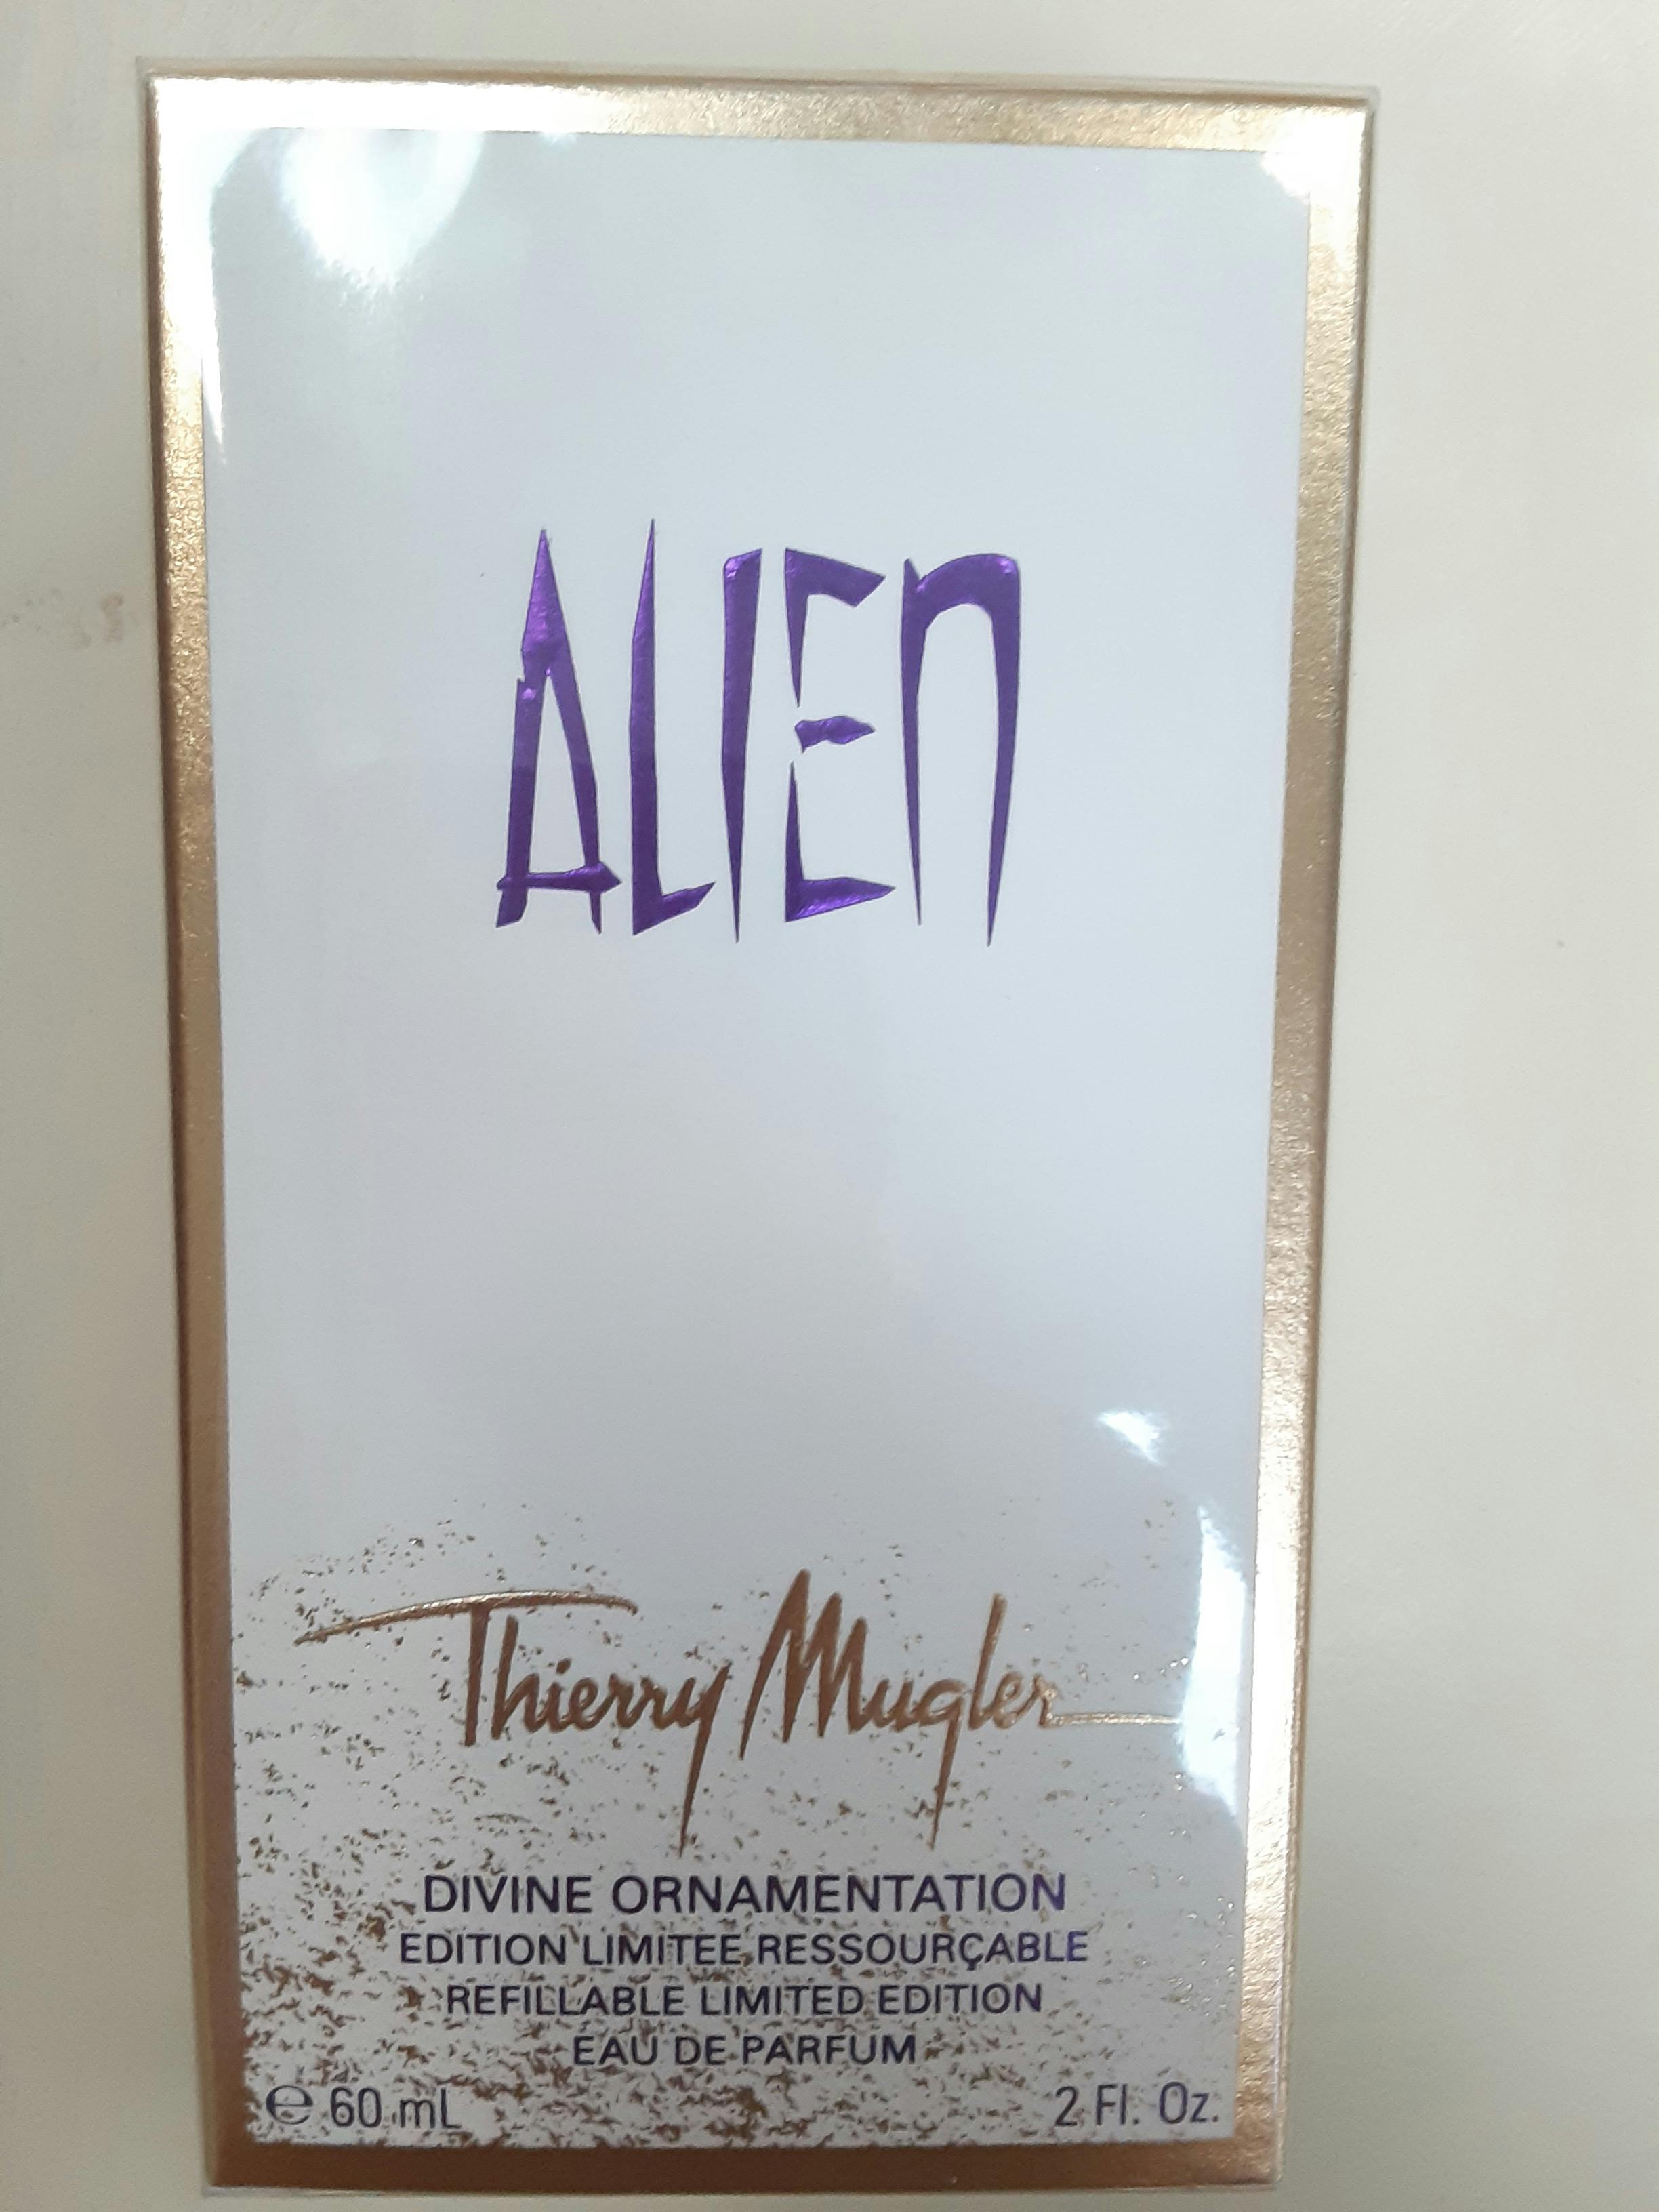 ALIEN
Thierry Mugler
DIVINE ORNAMENTATION
EDITION LIMITEE RESSOURÇABLE
REFILLABLE LIMITED EDITION
EAU DE PARFUM
℮ 60 mL 2 Fl. Oz.